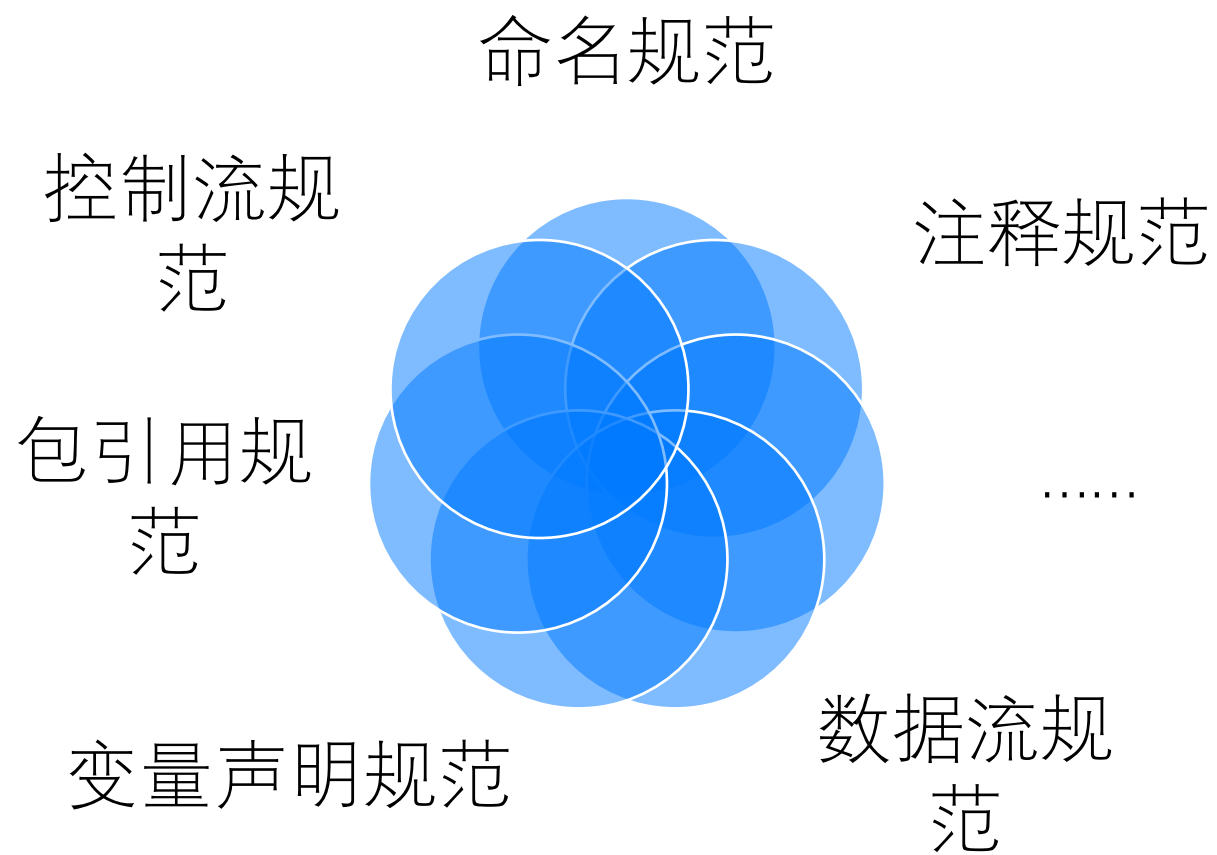 命名规范
控制流规
范
注释规范
包引用规
范
……
变量声明规范
数据流规
范